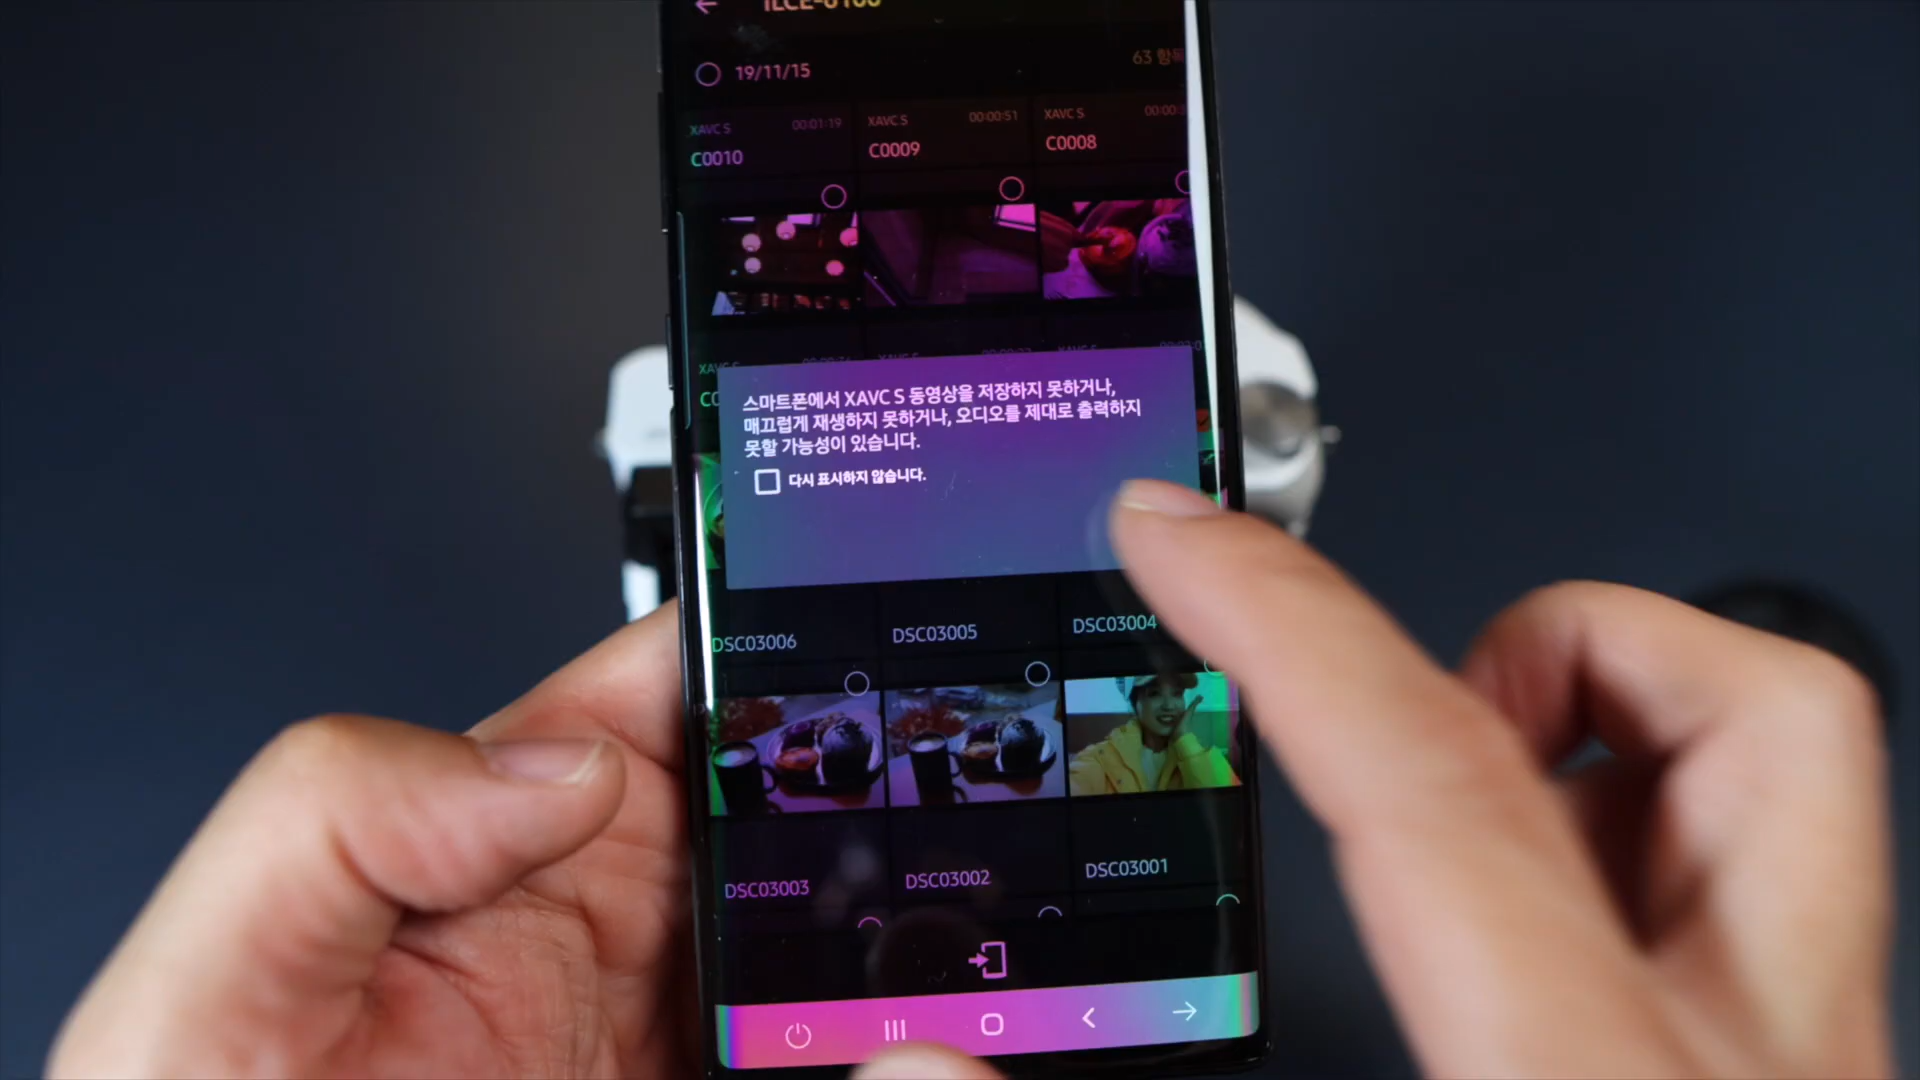 19/11/15
63 항목
XAVC S 00:01:19
C0010
XAVC S 00:00:51
C0009
XAVC S
C0008
스마트폰에서 XAVC S 동영상을 저장하지 못하거나,
매끄럽게 재생하지 못하거나, 오디오를 제대로 출력하지
못할 가능성이 있습니다.
다시 표시하지 않습니다.
DSC03006
DSC03005
DSC03004
DSC03003
DSC03002
DSC03001